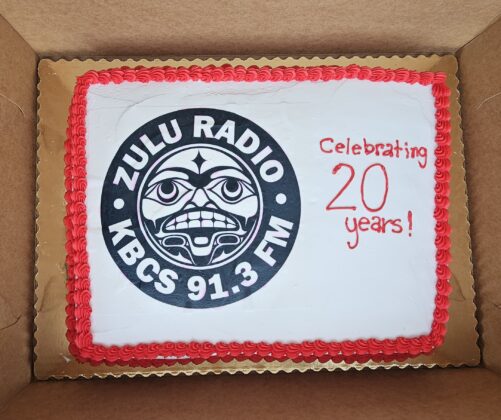 ZULU RADIO
KBCS 91.3 FM
Celebrating
20
years!